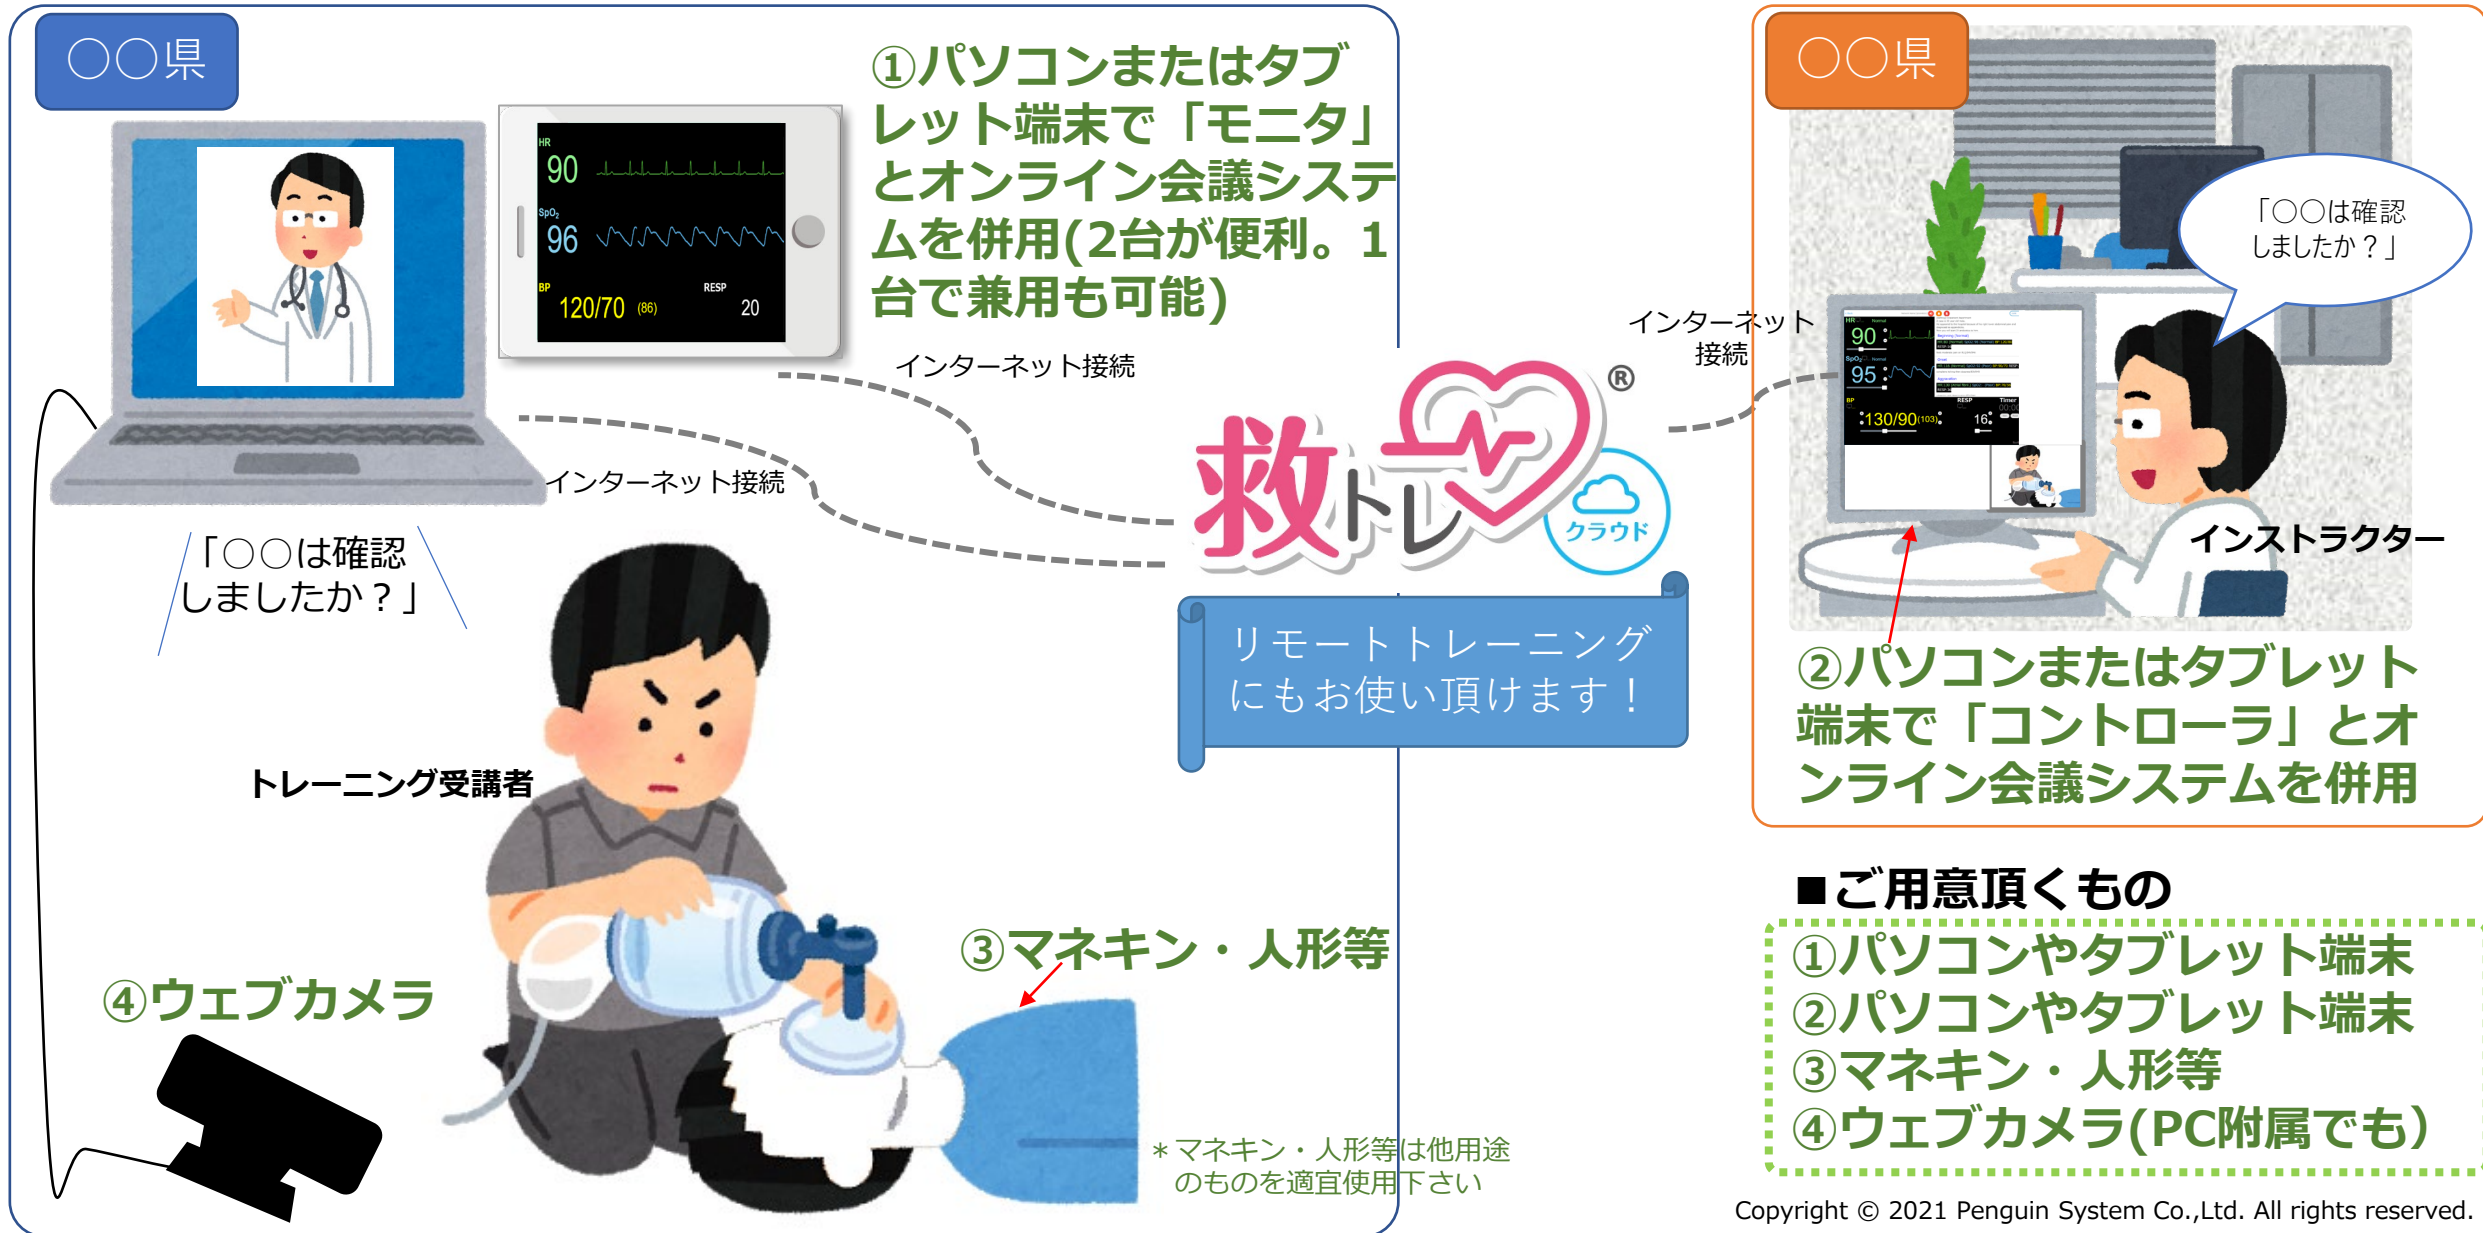 ○○県
①パソコンまたはタブ
レット端末で「モニタ」
とオンライン会議システ
ムを併用(2台が便利。1
台で兼用も可能)
HR
90
SpO₂
96
BP
120/70 (86)
RESP
20
インターネット接続
インターネット接続
「○○は確認
しましたか？」
トレーニング受講者
④ウェブカメラ
③マネキン・人形等
＊マネキン・人形等は他用途
のものを適宜使用下さい
救トレ
®
クラウド
リモートトレーニング
にもお使い頂けます！
インターネット
接続
○○県
「○○は確認
しましたか？」
HR
Normal
90
SpO₂
Normal
95
BP
130/90(103)
RESP
16
Timer
インストラクター
②パソコンまたはタブレット
端末で「コントローラ」とオ
ンライン会議システムを併用
■ご用意頂くもの
①パソコンやタブレット端末
②パソコンやタブレット端末
③マネキン・人形等
④ウェブカメラ(PC附属でも）
Copyright © 2021 Penguin System Co.,Ltd. All rights reserved.